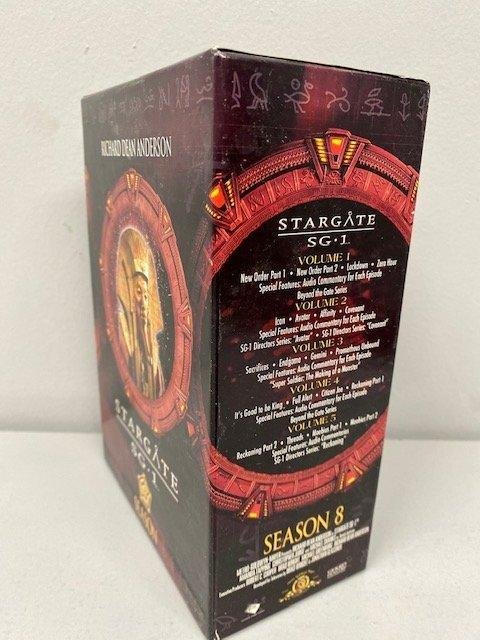 RICHARD DEAN ANDERSON
STARGATE
SG·1
SEASON
STARGATE
SG·1
VOLUME 1
New Order Part 1 • New Order Part 2 • Lockdown • Zero Hour
Special Features: Audio Commentary for Each Episode
Beyond the Gate Series
VOLUME 2
Icon • Avatar • Affinity • Covenant
Special Features: Audio Commentary for Each Episode
SG-1 Directors Series: "Avatar" • SG-1 Directors Series: "Covenant"
VOLUME 3
Sacrifices • Endgame • Gemini • Prometheus Unbound
Special Features: Audio Commentary for Each Episode
"Super Soldier: The Making of a Monster"
VOLUME 4
It's Good to be King • Full Alert • Citizen Joe • Reckoning Part 1
Special Features: Audio Commentary for Each Episode
Beyond the Gate Series
VOLUME 5
Reckoning Part 2 • Threads • Moebius Part 1 • Moebius Part 2
Special Features: Audio Commentaries
SG-1 Directors Series: "Reckoning"
SEASON 8